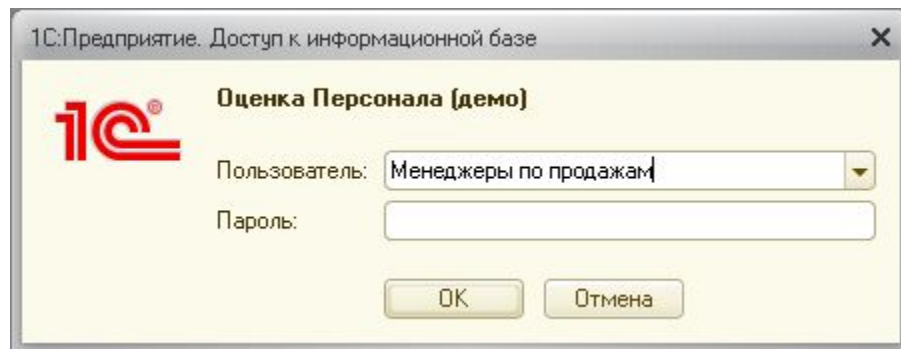 1С:Предприятие. Доступ к информационной базе
1С®
Оценка Персонала (демо)
Пользователь: Менеджеры по продажам
Пароль:
OK Отмена